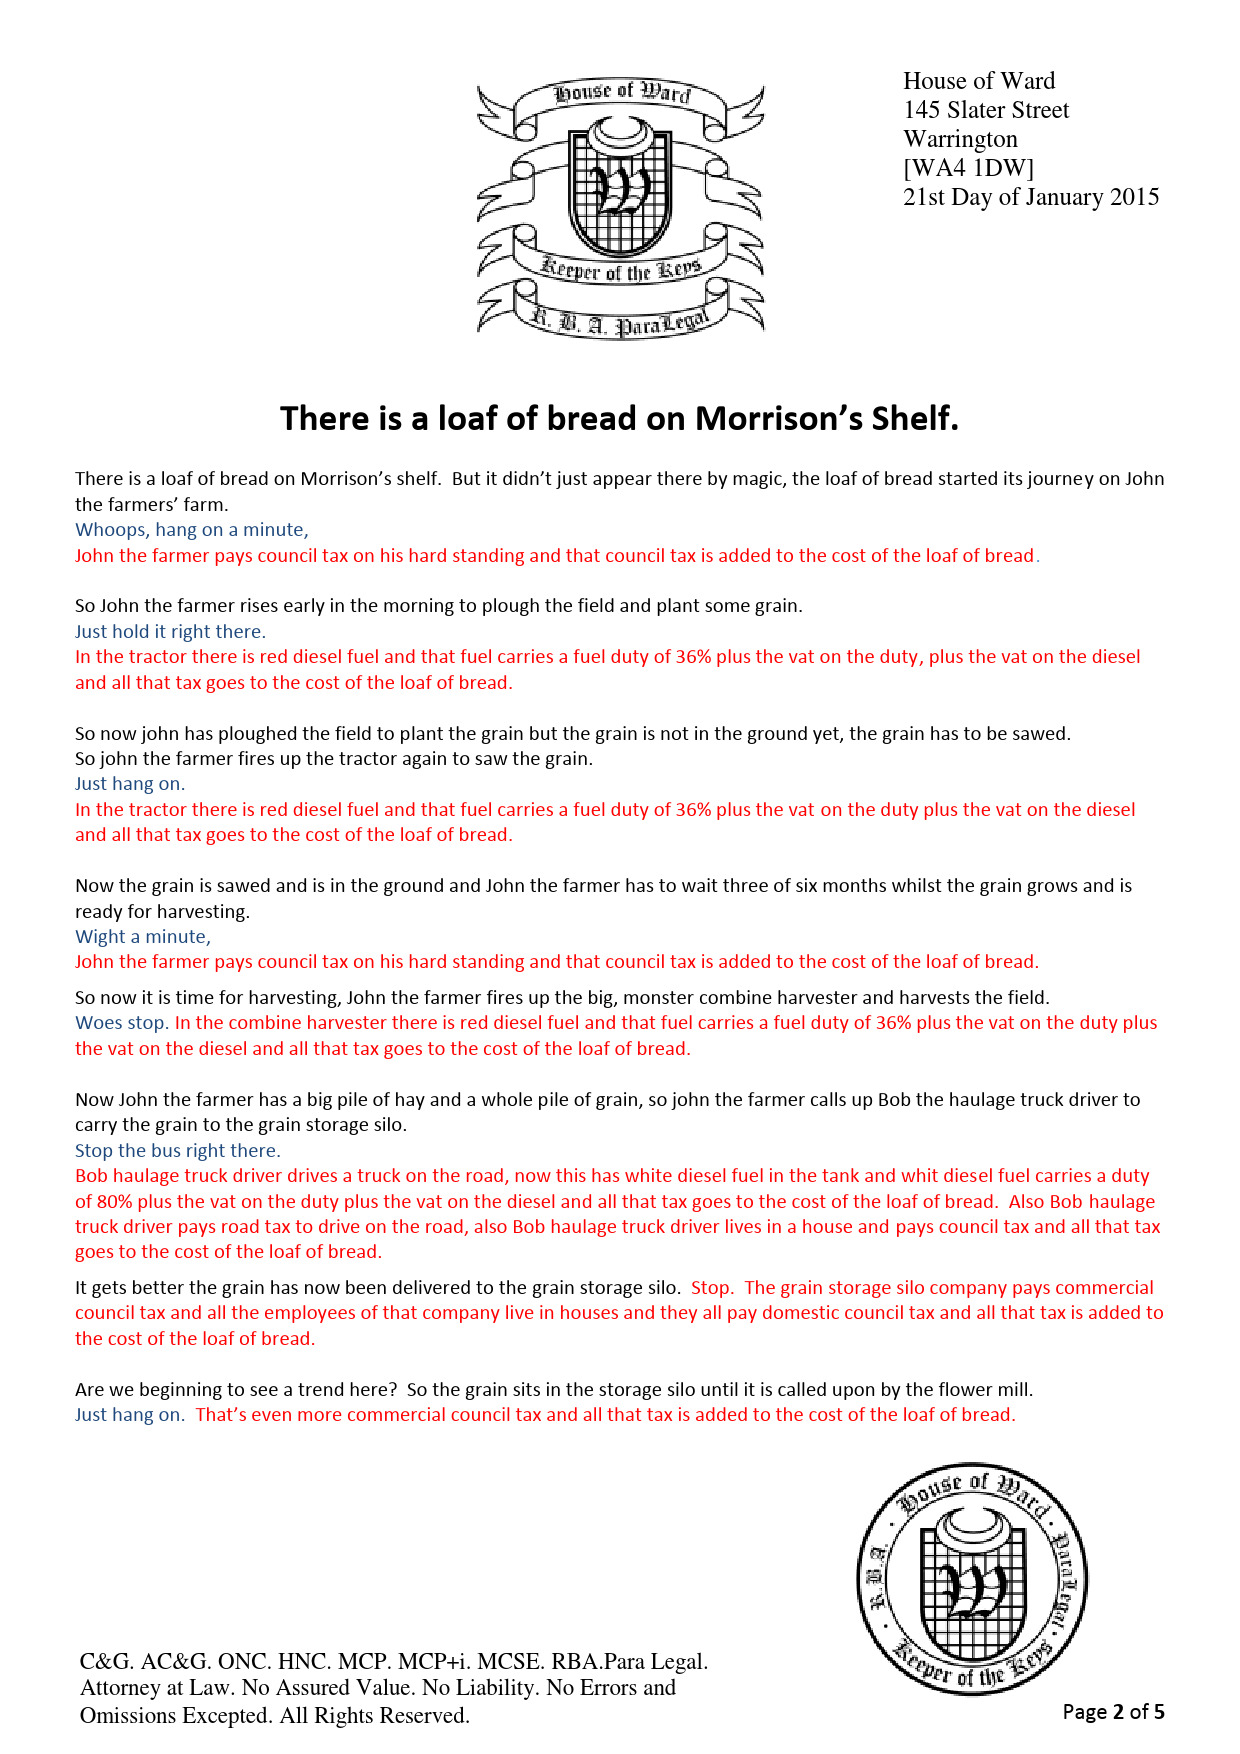 House of Ward
145 Slater Street
Warrington
[WA4 1DW]
21st Day of January 2015
House of Ward
W
Keeper of the Keys
R. B. A. ParaLegal
There is a loaf of bread on Morrison’s Shelf.
There is a loaf of bread on Morrison’s shelf.  But it didn’t just appear there by magic, the loaf of bread started its journey on John
the farmers’ farm.
Whoops, hang on a minute,
John the farmer pays council tax on his hard standing and that council tax is added to the cost of the loaf of bread.
So John the farmer rises early in the morning to plough the field and plant some grain.
Just hold it right there.
In the tractor there is red diesel fuel and that fuel carries a fuel duty of 36% plus the vat on the duty, plus the vat on the diesel
and all that tax goes to the cost of the loaf of bread.
So now john has ploughed the field to plant the grain but the grain is not in the ground yet, the grain has to be sawed.
So john the farmer fires up the tractor again to saw the grain.
Just hang on.
In the tractor there is red diesel fuel and that fuel carries a fuel duty of 36% plus the vat on the duty plus the vat on the diesel
and all that tax goes to the cost of the loaf of bread.
Now the grain is sawed and is in the ground and John the farmer has to wait three of six months whilst the grain grows and is
ready for harvesting.
Wight a minute,
John the farmer pays council tax on his hard standing and that council tax is added to the cost of the loaf of bread.
So now it is time for harvesting, John the farmer fires up the big, monster combine harvester and harvests the field.
Woes stop. In the combine harvester there is red diesel fuel and that fuel carries a fuel duty of 36% plus the vat on the duty plus
the vat on the diesel and all that tax goes to the cost of the loaf of bread.
Now John the farmer has a big pile of hay and a whole pile of grain, so john the farmer calls up Bob the haulage truck driver to
carry the grain to the grain storage silo.
Stop the bus right there.
Bob haulage truck driver drives a truck on the road, now this has white diesel fuel in the tank and whit diesel fuel carries a duty
of 80% plus the vat on the duty plus the vat on the diesel and all that tax goes to the cost of the loaf of bread.  Also Bob haulage
truck driver pays road tax to drive on the road, also Bob haulage truck driver lives in a house and pays council tax and all that tax
goes to the cost of the loaf of bread.
It gets better the grain has now been delivered to the grain storage silo.  Stop.  The grain storage silo company pays commercial
council tax and all the employees of that company live in houses and they all pay domestic council tax and all that tax is added to
the cost of the loaf of bread.
Are we beginning to see a trend here?  So the grain sits in the storage silo until it is called upon by the flower mill.
Just hang on.  That’s even more commercial council tax and all that tax is added to the cost of the loaf of bread.
R.B.A. · House of Ward · ParaLegal ·
W
Keeper of the Keys
C&G. AC&G. ONC. HNC. MCP. MCP+i. MCSE. RBA.Para Legal.
Attorney at Law. No Assured Value. No Liability. No Errors and
Omissions Excepted. All Rights Reserved.
Page 2 of 5